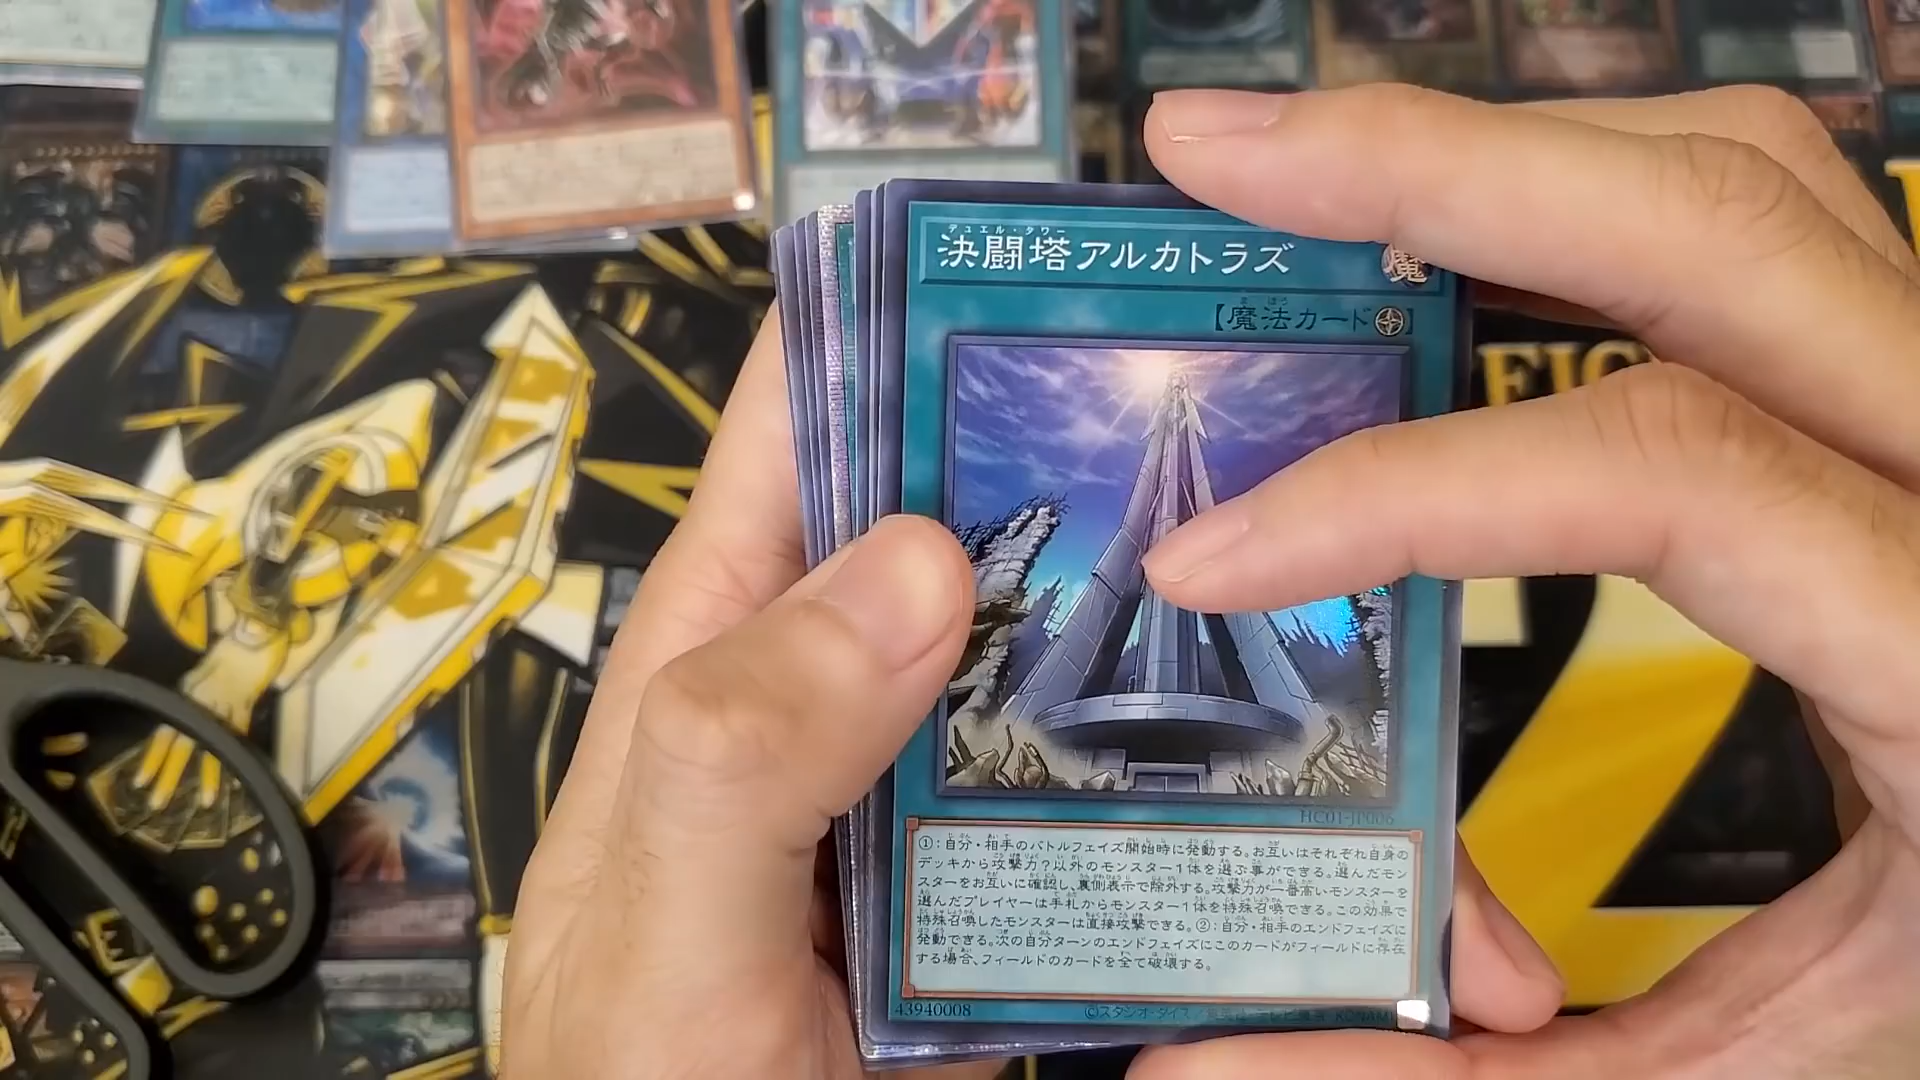 デュエル・タワー
決闘塔アルカトラズ
魔
【魔法カード】
HC01-JP006
①：自分・相手のバトルフェイズ開始時に発動する。お互いはそれぞれ自身の
デッキから攻撃力？以外のモンスター1体を選ぶ事ができる。選んだモン
スターをお互いに確認し、裏側表示で除外する。攻撃力が一番高いモンスターを
選んだプレイヤーは手札からモンスター1体を特殊召喚できる。この効果で
特殊召喚したモンスターは直接攻撃できる。②：自分・相手のエンドフェイズに
発動できる。次の自分ターンのエンドフェイズにこのカードがフィールドに存在
する場合、フィールドのカードを全て破壊する。
43940008
©スタジオ・ダイス／集英社・テレビ東京・KONAMI